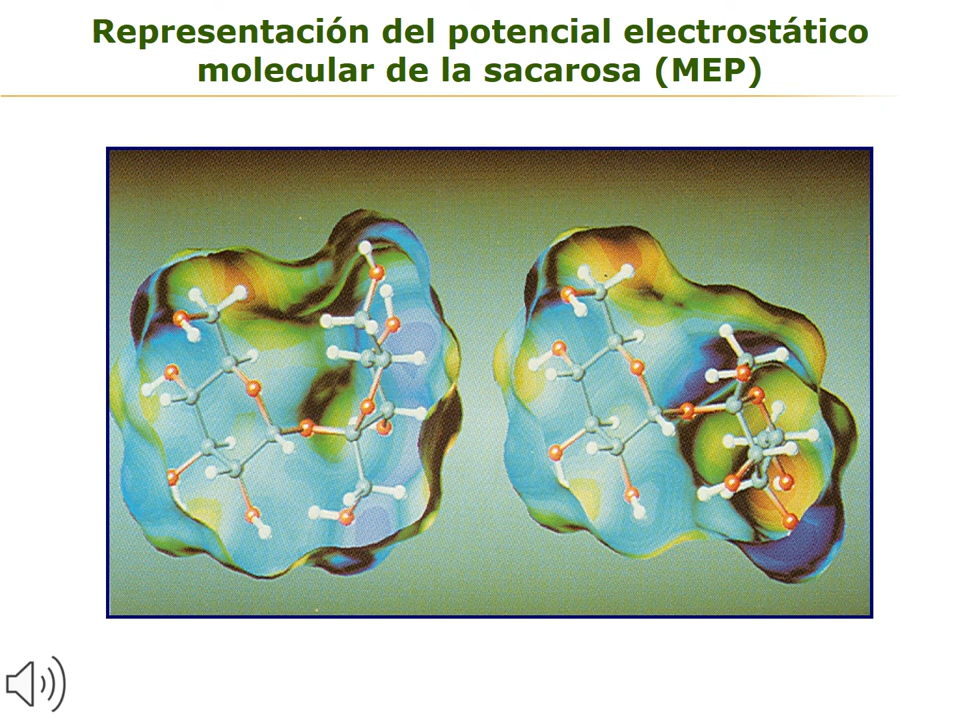 Representación del potencial electrostático
molecular de la sacarosa (MEP)